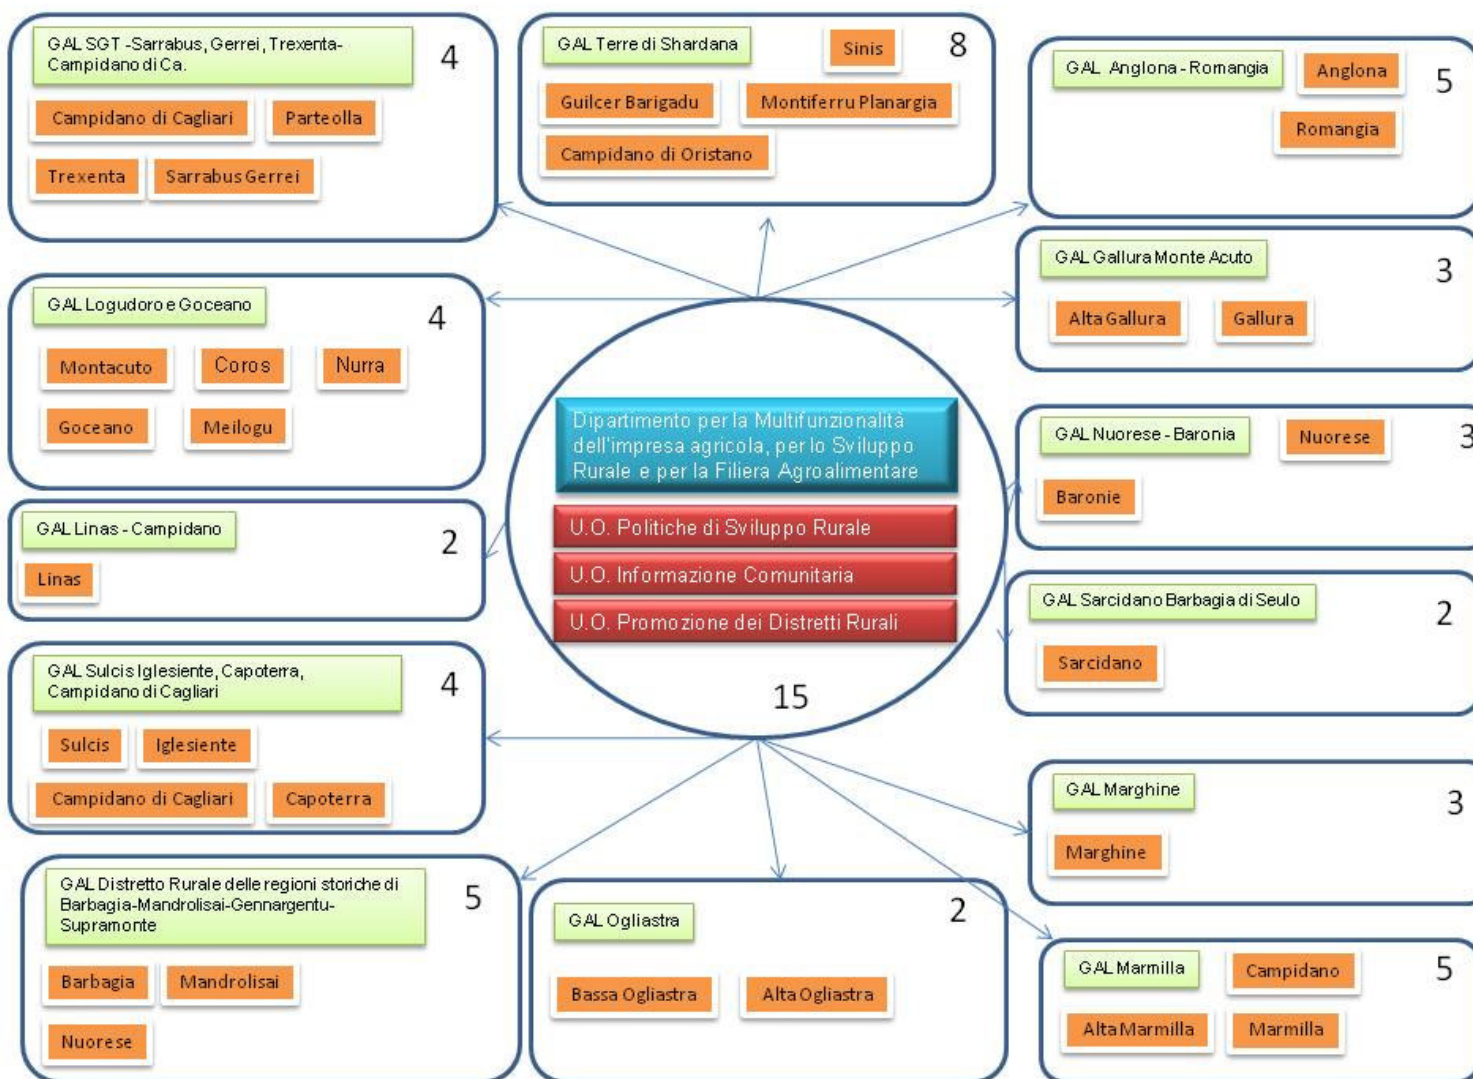 GAL SGT -Sarrabus, Gerrei, Trexenta-
Campidano di Ca.
4
Campidano di Cagliari
Parteolla
Trexenta
Sarrabus Gerrei
GAL Terre di Shardana
Sinis
8
Guilcer Barigadu
Montiferru Planargia
Campidano di Oristano
GAL Anglona - Romangia
Anglona
5
Romangia
GAL Logudoro e Goceano
4
Montacuto
Coros
Nurra
Goceano
Meilogu
GAL Gallura Monte Acuto
3
Alta Gallura
Gallura
Dipartimento per la Multifunzionalità
dell'impresa agricola, per lo Sviluppo
Rurale e per la Filiera Agroalimentare
U.O. Politiche di Sviluppo Rurale
U.O. Informazione Comunitaria
U.O. Promozione dei Distretti Rurali
15
GAL Nuorese - Baronia
Nuorese
3
Baronie
GAL Linas - Campidano
2
Linas
GAL Sarcidano Barbagia di Seulo
2
Sarcidano
GAL Sulcis Iglesiente, Capoterra,
Campidano di Cagliari
4
Sulcis
Iglesiente
Campidano di Cagliari
Capoterra
GAL Marghine
3
Marghine
GAL Distretto Rurale delle regioni storiche di
Barbagia-Mandrolisai-Gennargentu-
Supramonte
5
Barbagia
Mandrolisai
Nuorese
GAL Ogliastra
2
Bassa Ogliastra
Alta Ogliastra
GAL Marmilla
Campidano
5
Alta Marmilla
Marmilla